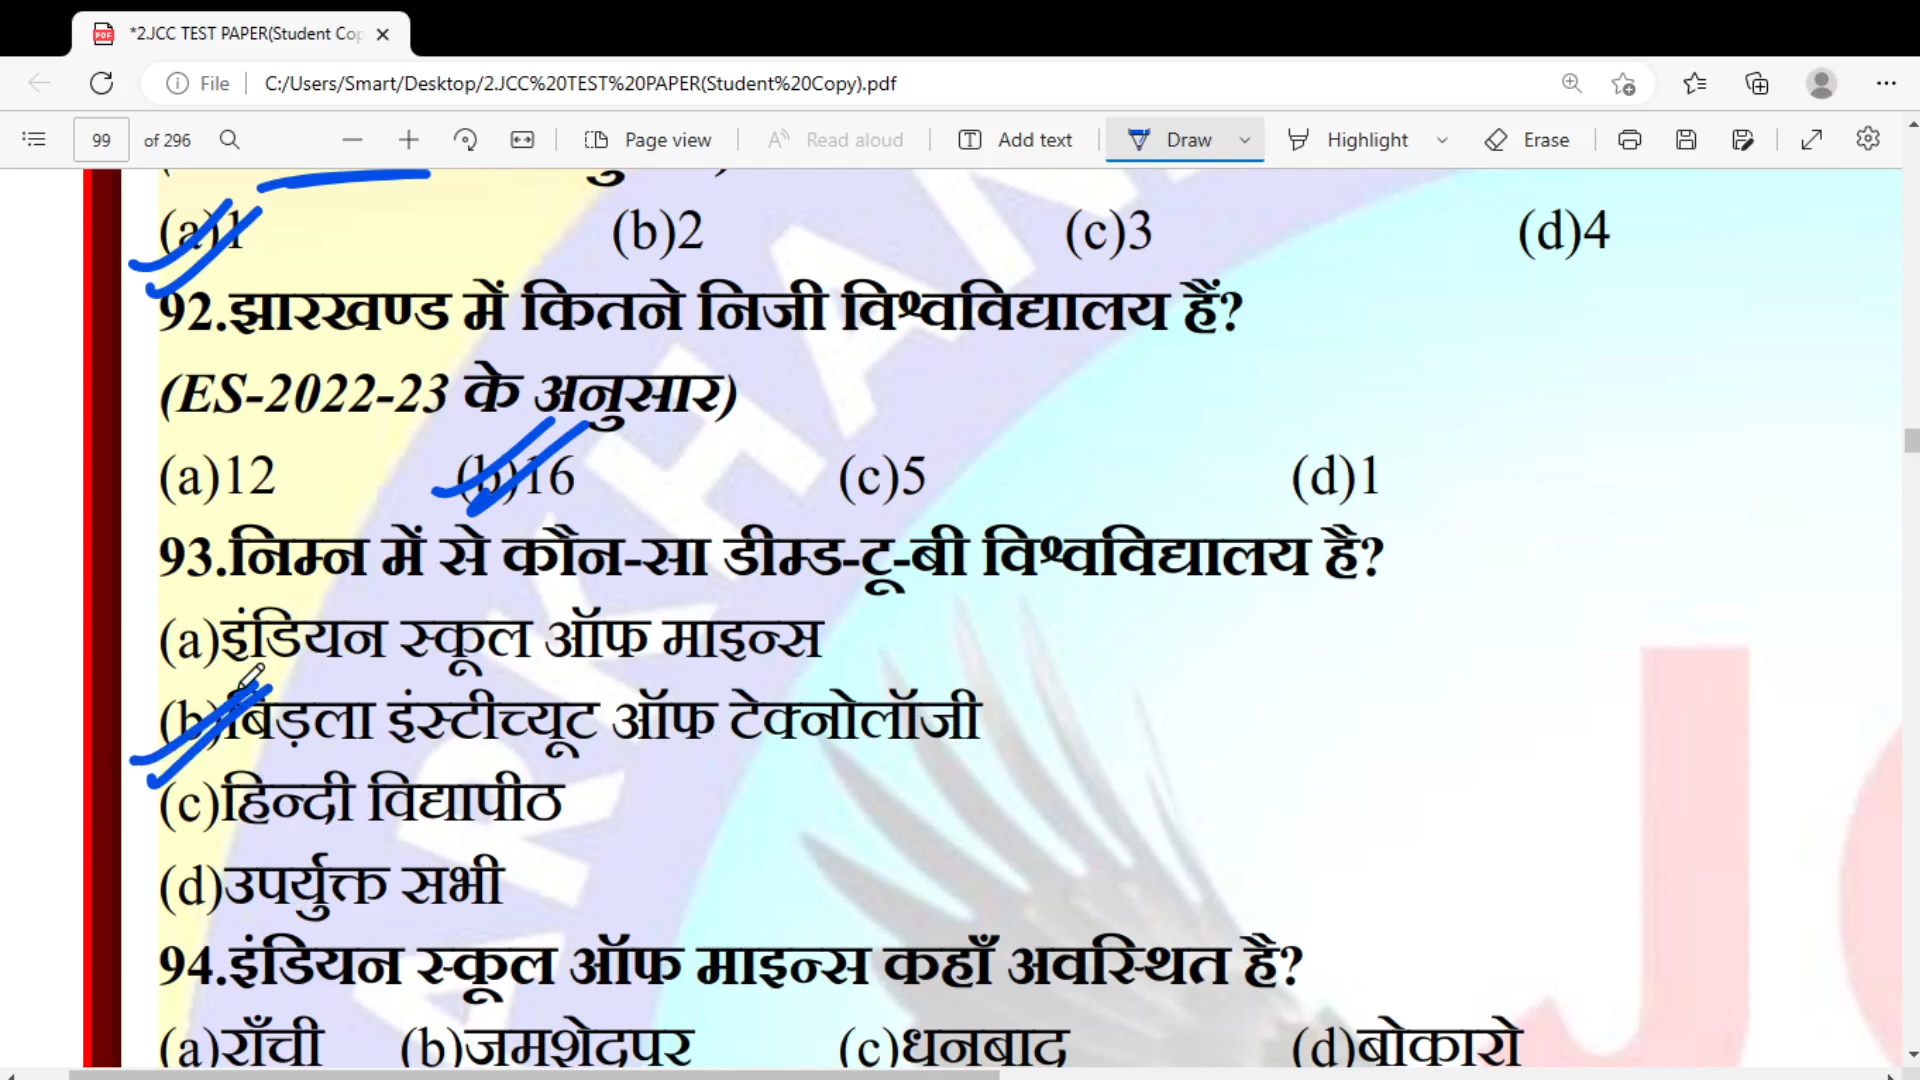 *2.JCC TEST PAPER(Student Cop
File C:/Users/Smart/Desktop/2.JCC%20TEST%20PAPER(Student%20Copy).pdf
99 of 296 Page view Read aloud Add text Draw Highlight Erase
(a)1 (b)2 (c)3 (d)4
92.झारखण्ड में कितने निजी विश्वविद्यालय हैं?
(ES-2022-23 के अनुसार)
(a)12 (b)16 (c)5 (d)1
93.निम्न में से कौन-सा डीम्ड-टू-बी विश्वविद्यालय है?
(a)इंडियन स्कूल ऑफ माइन्स
(b)बिड़ला इंस्टीच्यूट ऑफ टेक्नोलॉजी
(c)हिन्दी विद्यापीठ
(d)उपर्युक्त सभी
94.इंडियन स्कूल ऑफ माइन्स कहाँ अवस्थित है?
(a)राँची (b)जमशेदपुर (c)धनबाद (d)बोकारो